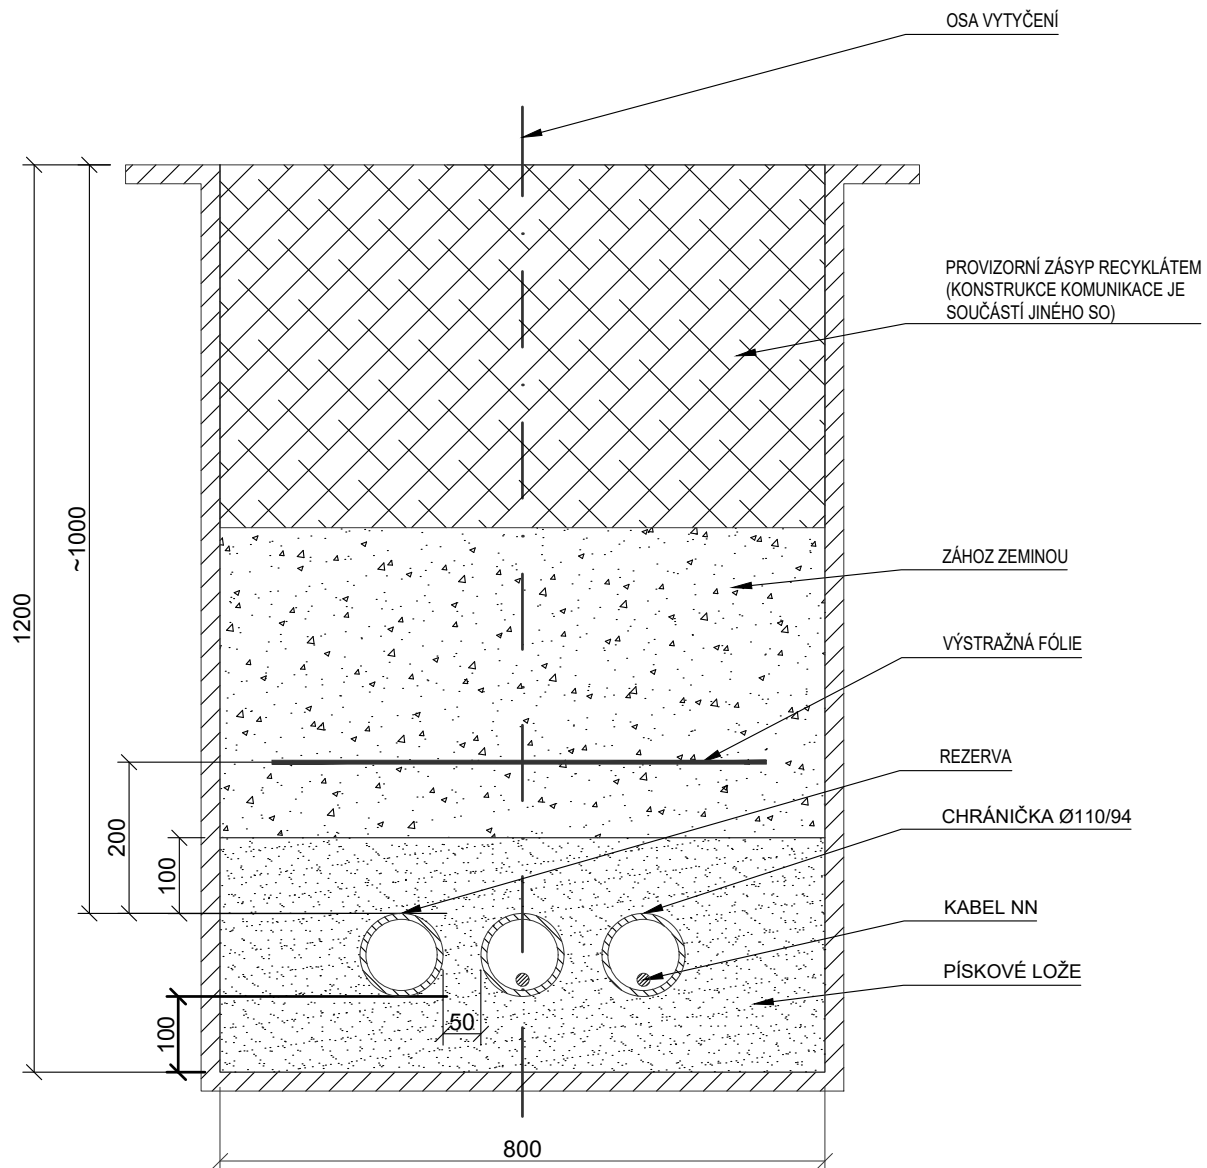 OSA VYTYČENÍ
PROVIZORNÍ ZÁSYP RECYKLÁTEM
(KONSTRUKCE KOMUNIKACE JE
SOUČÁSTÍ JINÉHO SO)
~1000
1200
ZÁHOZ ZEMINOU
VÝSTRAŽNÁ FÓLIE
REZERVA
200
100
CHRÁNIČKA Ø110/94
KABEL NN
PÍSKOVÉ LOŽE
100
50
800